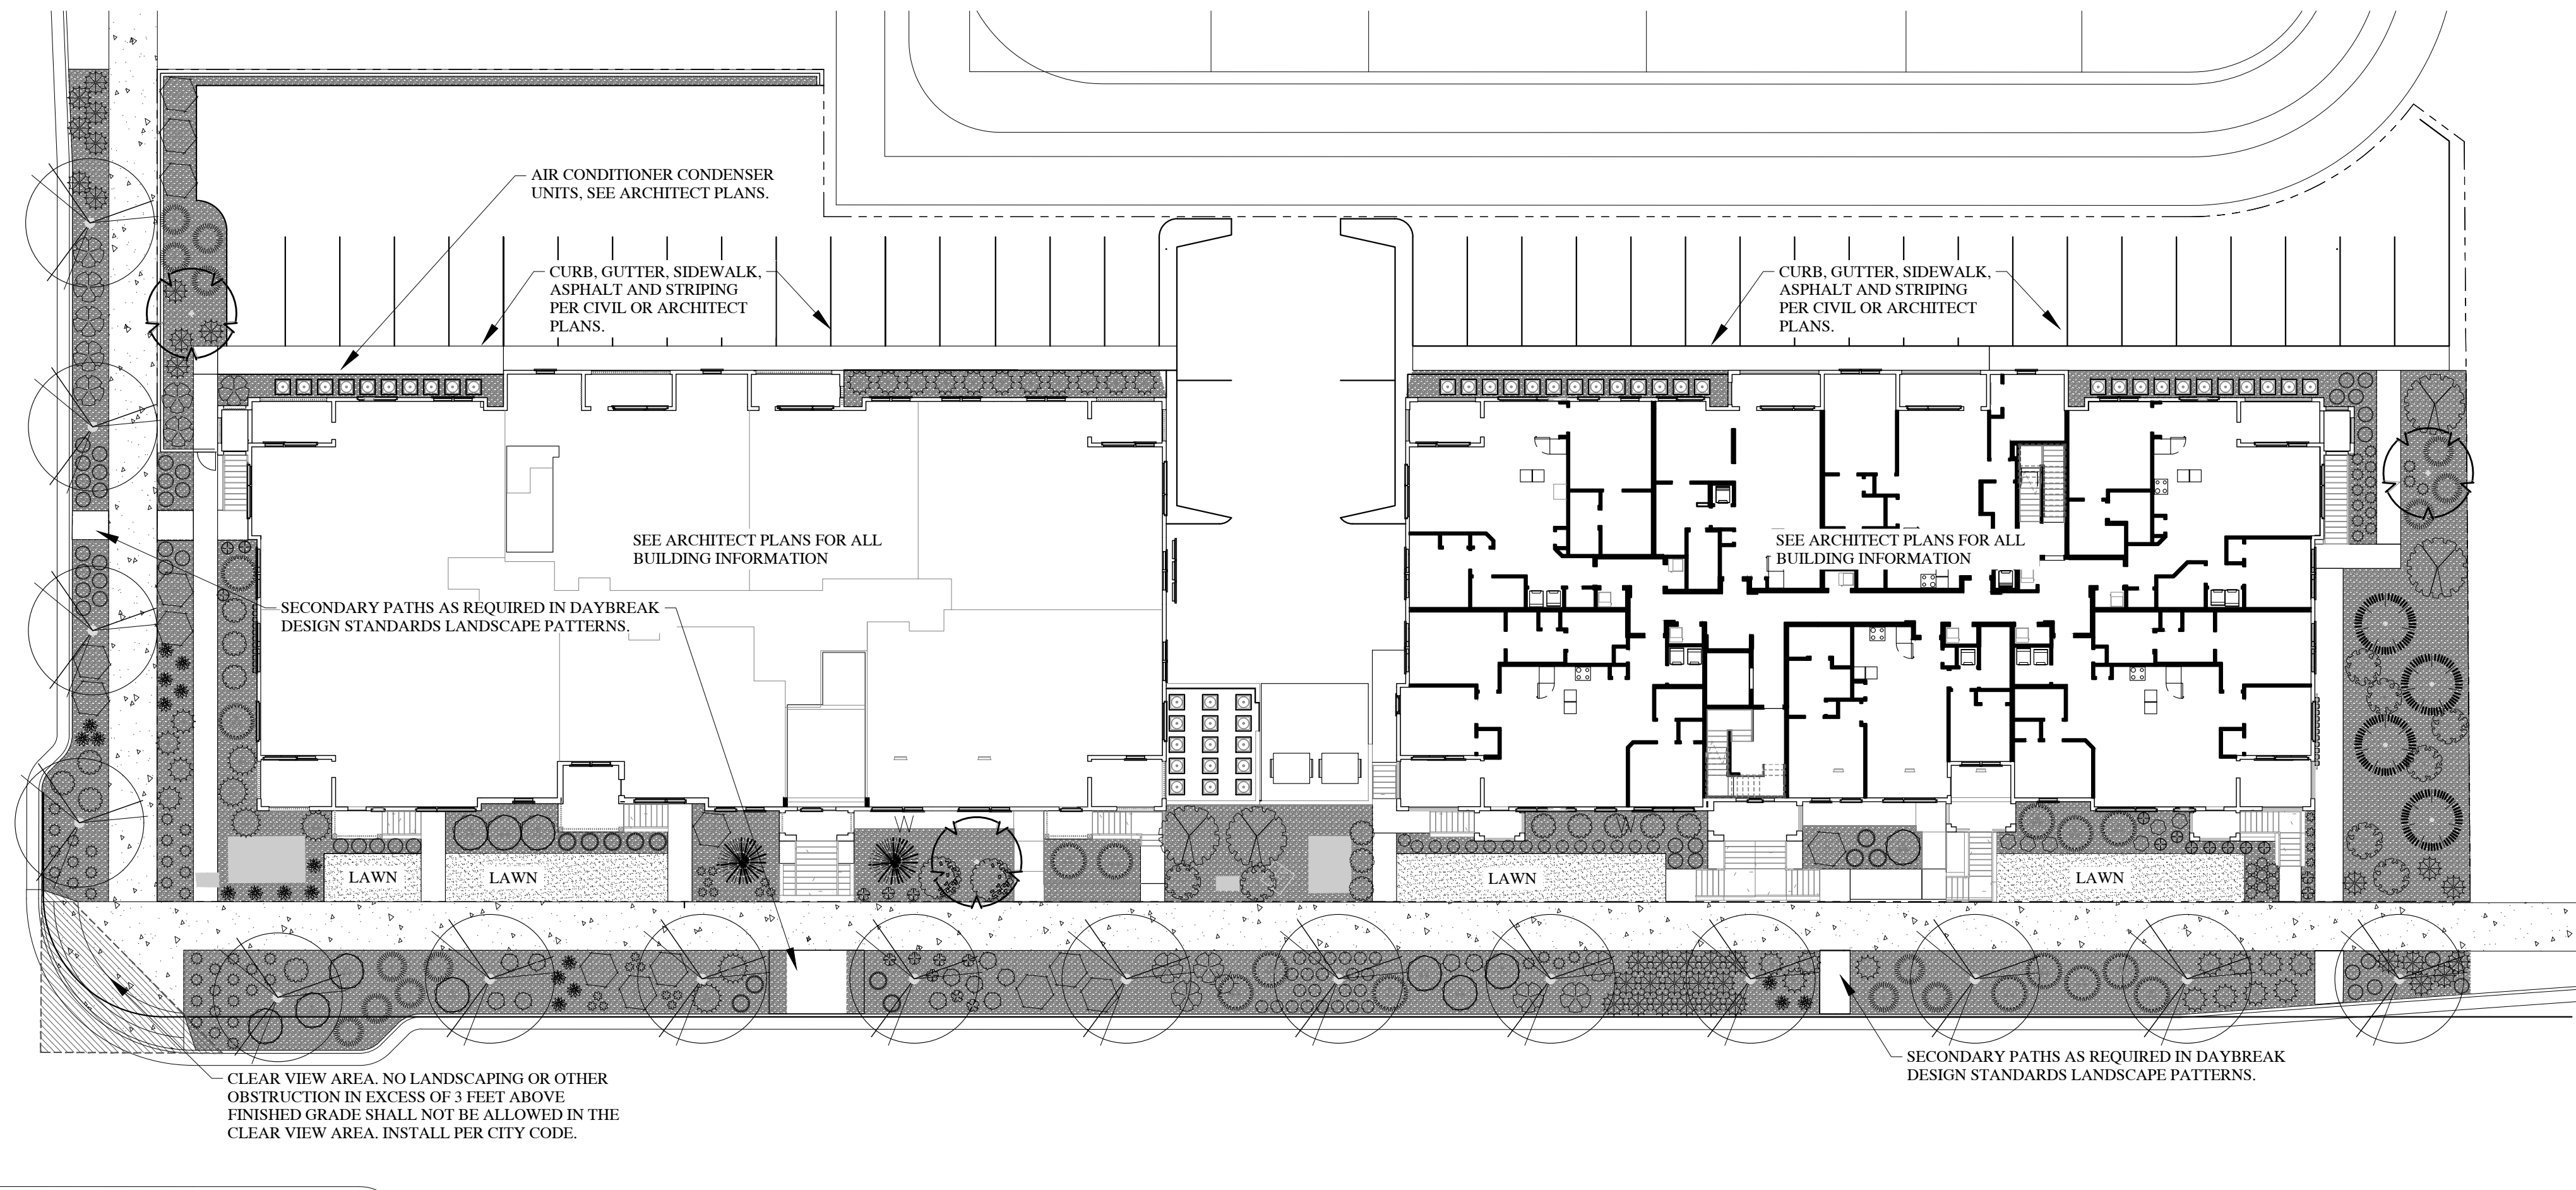 AIR CONDITIONER CONDENSER
UNITS, SEE ARCHITECT PLANS.
CURB, GUTTER, SIDEWALK,
ASPHALT AND STRIPING
PER CIVIL OR ARCHITECT
PLANS.
CURB, GUTTER, SIDEWALK,
ASPHALT AND STRIPING
PER CIVIL OR ARCHITECT
PLANS.
SEE ARCHITECT PLANS FOR ALL
BUILDING INFORMATION
SEE ARCHITECT PLANS FOR ALL
BUILDING INFORMATION
SECONDARY PATHS AS REQUIRED IN DAYBREAK
DESIGN STANDARDS LANDSCAPE PATTERNS.
LAWN
LAWN
LAWN
LAWN
SECONDARY PATHS AS REQUIRED IN DAYBREAK
DESIGN STANDARDS LANDSCAPE PATTERNS.
CLEAR VIEW AREA. NO LANDSCAPING OR OTHER
OBSTRUCTION IN EXCESS OF 3 FEET ABOVE
FINISHED GRADE SHALL NOT BE ALLOWED IN THE
CLEAR VIEW AREA. INSTALL PER CITY CODE.